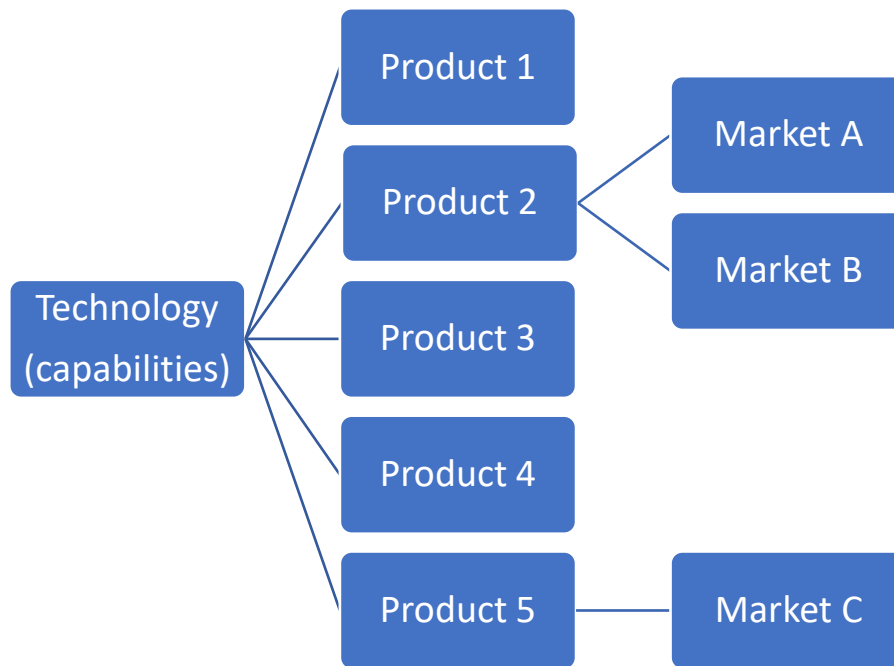 Product 1
Market A
Product 2
Market B
Technology
(capabilities)
Product 3
Product 4
Product 5
Market C